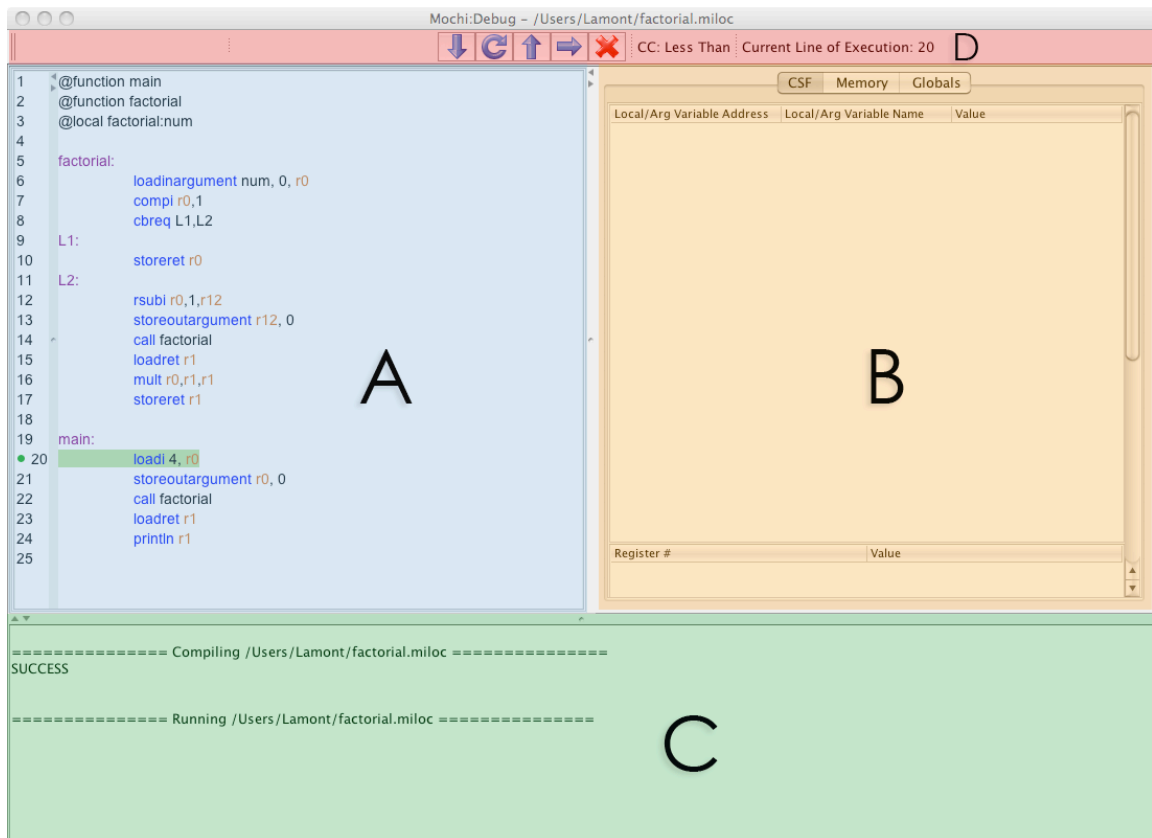 Mochi:Debug - /Users/Lamont/factorial.miloc
CC: Less Than Current Line of Execution: 20 D
1 @function main
2 @function factorial
3 @local factorial:num
4
5 factorial:
6 loadinargument num, 0, r0
7 compi r0,1
8 cbreq L1,L2
9 L1:
10 storeret r0
11 L2:
12 rsubi r0,1,r12
13 storeoutargument r12, 0
14 call factorial
15 loadret r1
16 mult r0,r1,r1
17 storeret r1
18
19 main:
20 loadi 4, r0
21 storeoutargument r0, 0
22 call factorial
23 loadret r1
24 println r1
25
A
CSF Memory Globals
Local/Arg Variable Address Local/Arg Variable Name Value
B
Register # Value
=============== Compiling /Users/Lamont/factorial.miloc ===============
SUCCESS
=============== Running /Users/Lamont/factorial.miloc ===============
C